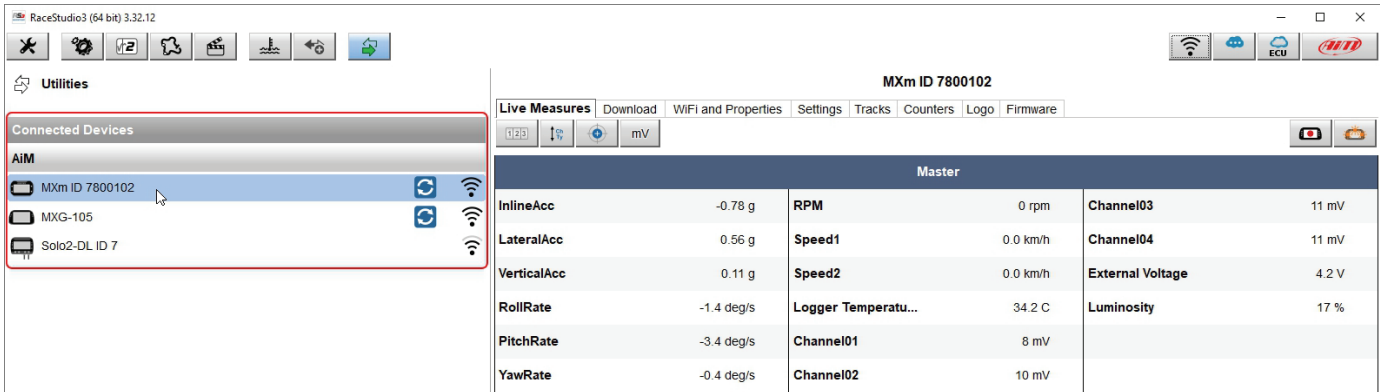 RaceStudio3 (64 bit) 3.32.12
ECU
AiM
Utilities
MXm ID 7800102
Live Measures Download WiFi and Properties Settings Tracks Counters Logo Firmware
Connected Devices
123 Ch mV
AiM
MXm ID 7800102
MXG-105
Solo2-DL ID 7
Master
InlineAcc -0.78 g RPM 0 rpm Channel03 11 mV
LateralAcc 0.56 g Speed1 0.0 km/h Channel04 11 mV
VerticalAcc 0.11 g Speed2 0.0 km/h External Voltage 4.2 V
RollRate -1.4 deg/s Logger Temperatu... 34.2 C Luminosity 17 %
PitchRate -3.4 deg/s Channel01 8 mV
YawRate -0.4 deg/s Channel02 10 mV